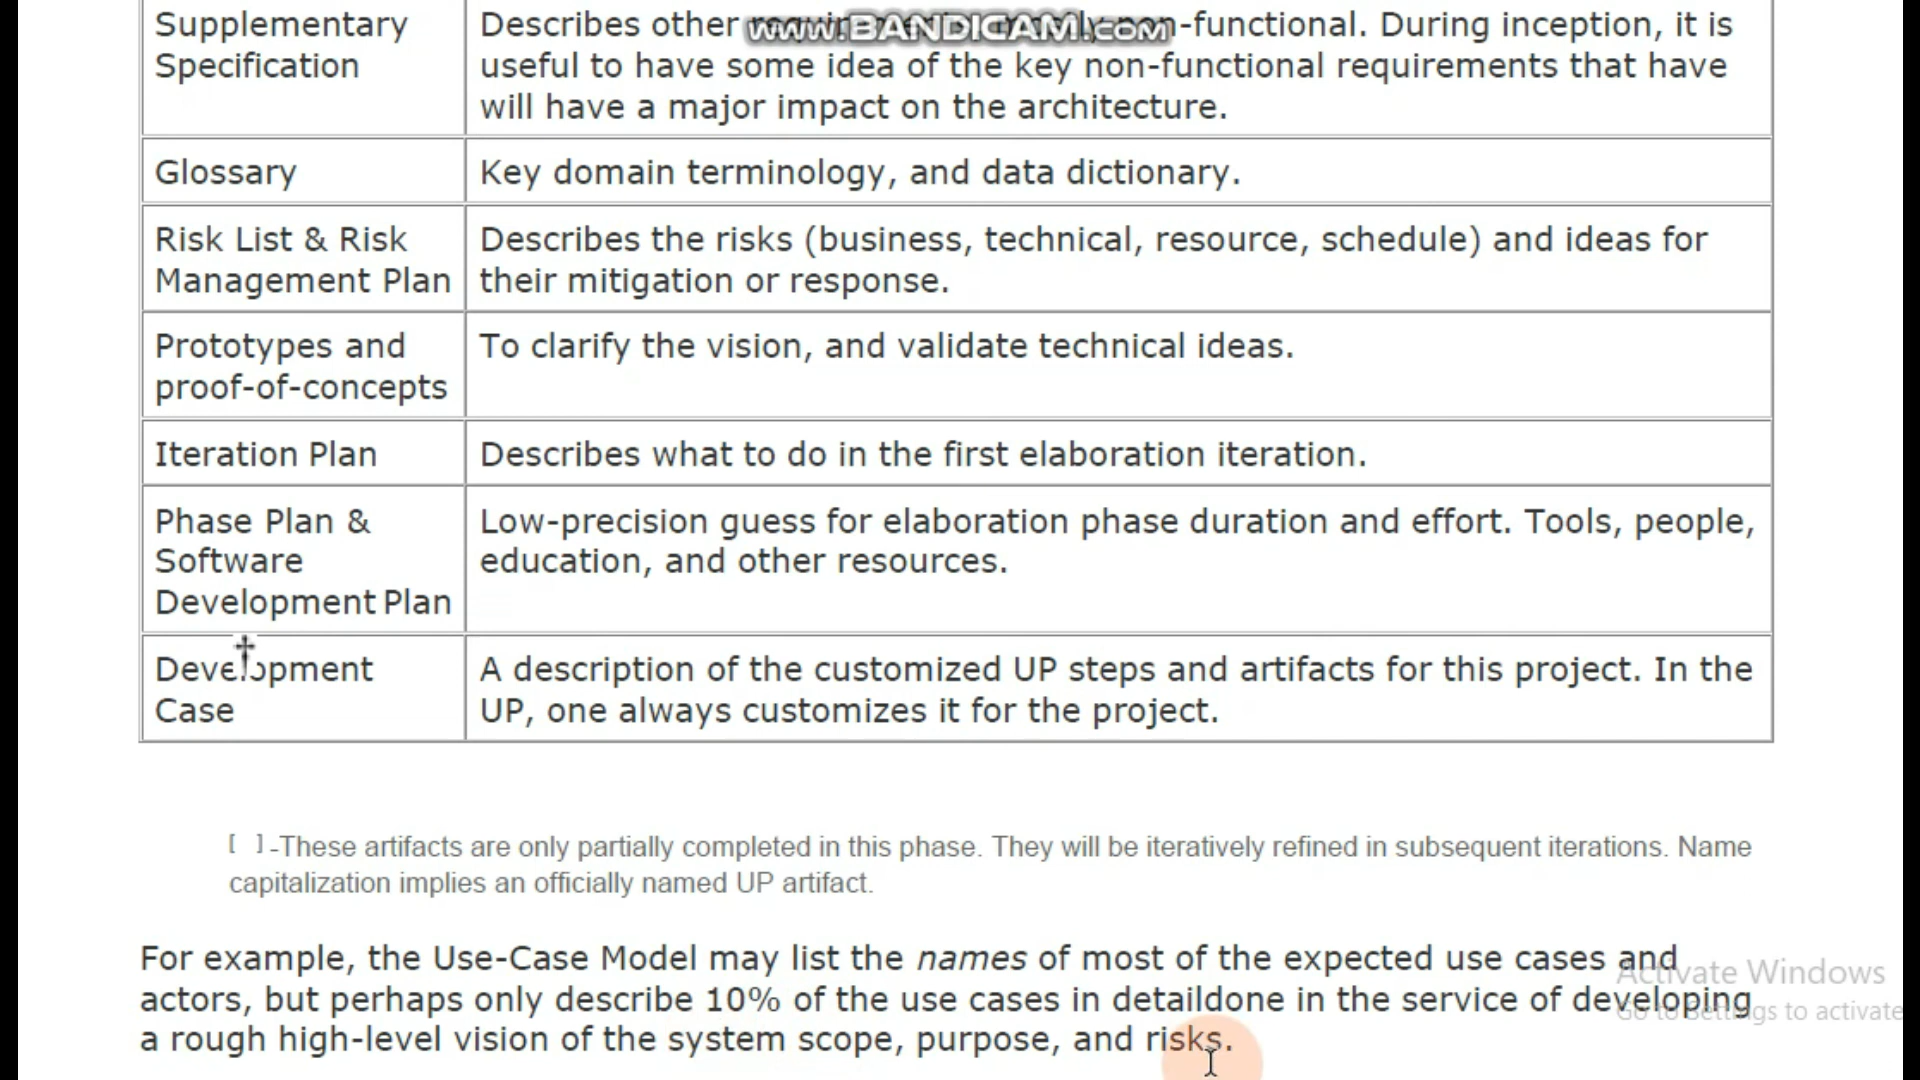 www.BANDICAM.com
Supplementary Specification
Describes other requirements, mostly non-functional. During inception, it is
useful to have some idea of the key non-functional requirements that have
will have a major impact on the architecture.
Glossary
Key domain terminology, and data dictionary.
Risk List & Risk
Management Plan
Describes the risks (business, technical, resource, schedule) and ideas for
their mitigation or response.
Prototypes and
proof-of-concepts
To clarify the vision, and validate technical ideas.
Iteration Plan
Describes what to do in the first elaboration iteration.
Phase Plan &
Software
Development Plan
Low-precision guess for elaboration phase duration and effort. Tools, people,
education, and other resources.
Development
Case
A description of the customized UP steps and artifacts for this project. In the
UP, one always customizes it for the project.
[ ]-These artifacts are only partially completed in this phase. They will be iteratively refined in subsequent iterations. Name
capitalization implies an officially named UP artifact.
For example, the Use-Case Model may list the names of most of the expected use cases and
actors, but perhaps only describe 10% of the use cases in detaildone in the service of developing
a rough high-level vision of the system scope, purpose, and risks.
Activate Windows
Go to Settings to activate